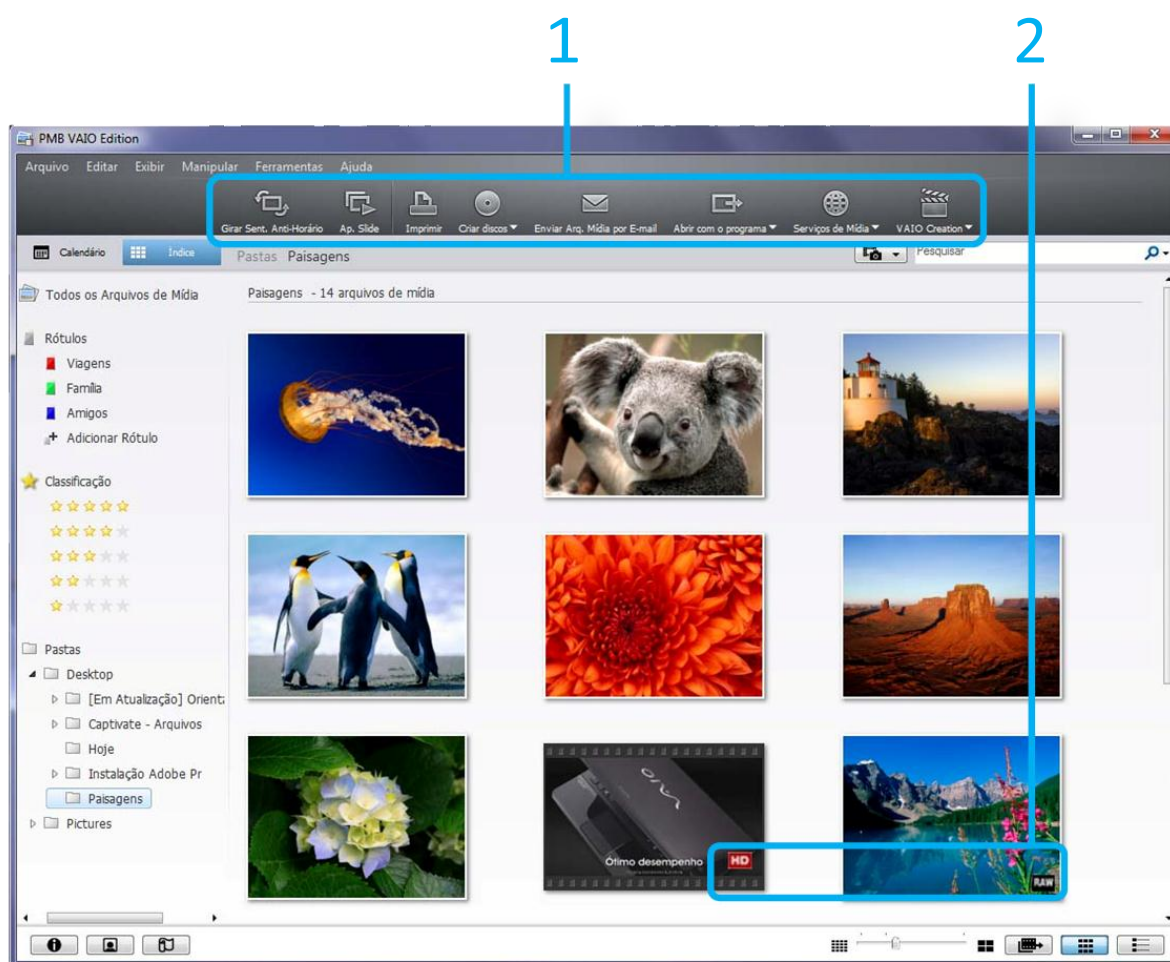 1 2
PMB VAIO Edition
Arquivo Editar Exibir Manipular Ferramentas Ajuda
Girar Sent. Anti-Horário Ap. Slide Imprimir Criar discos Enviar Arq. Mídia por E-mail Abrir com o programa Serviços de Mídia VAIO Creation
Calendário Índice Pastas Paisagens Pesquisar
Todos os Arquivos de Mídia
Paisagens - 14 arquivos de mídia
Rótulos
Viagens
Família
Amigos
Adicionar Rótulo
Classificação
Pastas
Desktop
[Em Atualização] Orient
Captivate - Arquivos
Hoje
Instalação Adobe Pr
Paisagens
Pictures
VAIO
Ótimo desempenho HD
RAW